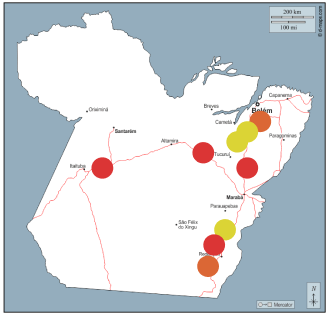 200 km
100 mi
© d-maps.com
Capanema
Belém
Oriximiná
Breves
Cametá
Santarém
Paragominas
Altamira
Tucuruí
Itaituba
Marabá
Parauapebas
São Félix
do Xingu
Re
N
Mercator